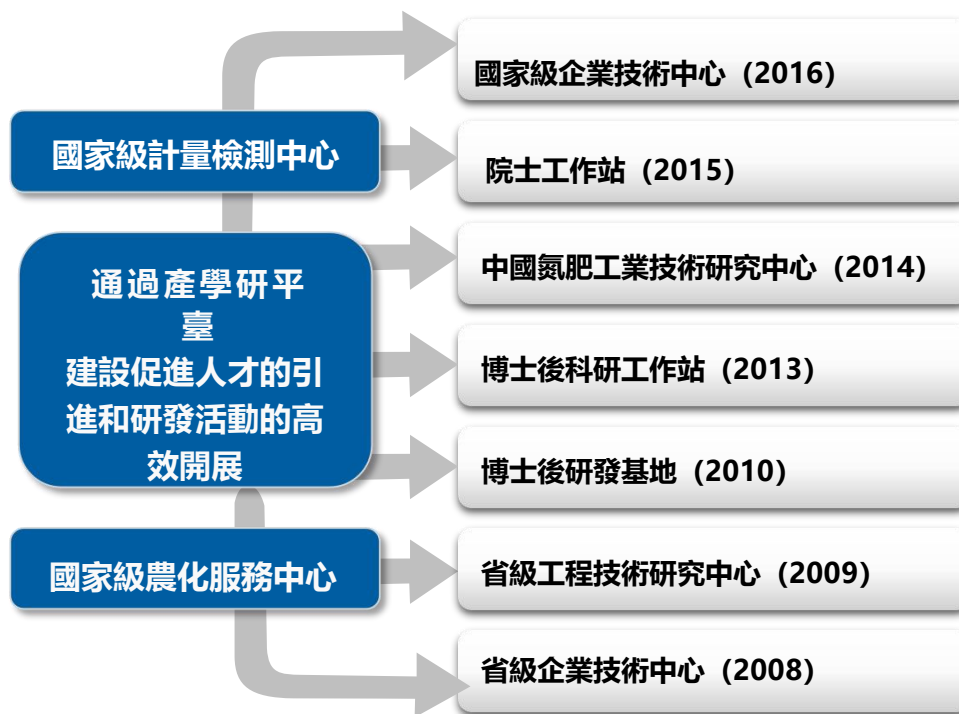 國家級計量檢測中心
通過產學研平
臺
建設促進人才的引
進和研發活動的高
效開展
國家級農化服務中心
國家級企業技術中心（2016）
院士工作站（2015）
中國氮肥工業技術研究中心（2014）
博士後科研工作站（2013）
博士後研發基地（2010）
省級工程技術研究中心（2009）
省級企業技術中心（2008）